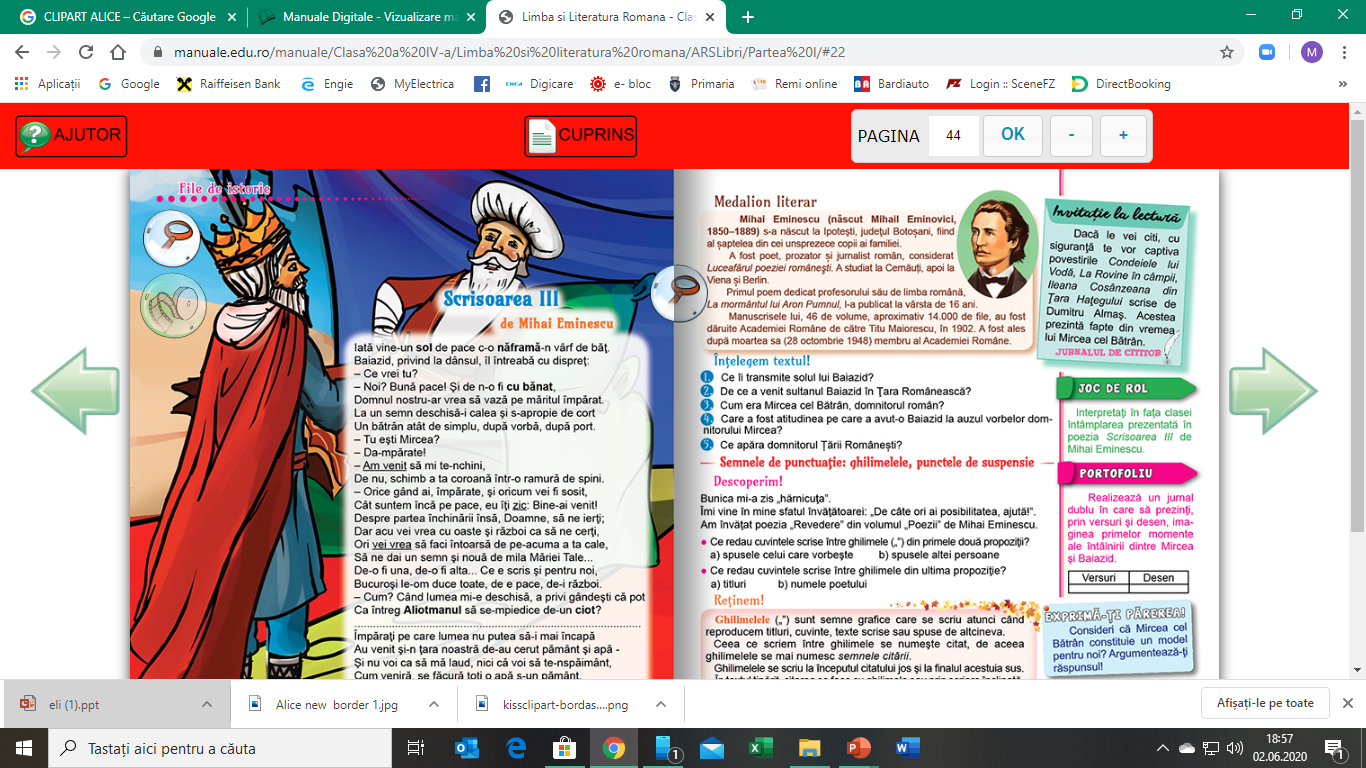 CLIPART ALICE – Căutare Google
Manuale Digitale - Vizualizare ma
Limba si Literatura Romana - Clas
manuale.edu.ro/manuale/Clasa%20a%20IV-a/Limba%20si%20literatura%20romana/ARSLibri/Partea%20I/#22
M
Aplicații Google Raiffeisen Bank Engie MyElectrica Digicare e- bloc Primaria Remi online Bardiauto Login :: SceneFZ DirectBooking
AJUTOR
CUPRINS
PAGINA 44 OK - +
File de istorie
Scrisoarea III
de Mihai Eminescu
Iată vine-un sol de pace c-o năframă-n vârf de băț.
Baiazid, privind la dânsul, îl întreabă cu dispreț:
– Ce vrei tu?
– Noi? Bună pace! Și de n-o fi cu bănat,
Domnul nostru-ar vrea să vază pe măritul împărat.
La un semn deschisă-i calea și s-apropie de cort
Un bătrân atât de simplu, după vorbă, după port.
– Tu ești Mircea?
– Da-mpărate!
– Am venit să mi te-nchini,
De nu, schimb a ta coroană într-o ramură de spini.
– Orice gând ai, împărate, și oricum vei fi sosit,
Cât suntem încă pe pace, eu îți zic: Bine-ai venit!
Despre partea închinării însă, Doamne, să ne ierți;
Dar acu vei vrea cu oaste și război ca să ne cerți,
Ori vei vrea să faci întoarsă de pe-acuma a ta cale,
Să ne dai un semn și nouă de mila Măriei Tale...
De-o fi una, de-o fi alta... Ce e scris și pentru noi,
Bucuroși le-om duce toate, de e pace, de-i război.
– Cum? Când lumea mi-e deschisă, a privi gândești că pot
Ca întreg Aliotmanul să se-mpiedice de-un ciot?
Împărați pe care lumea nu putea să-i mai încapă
Au venit și-n țara noastră de-au cerut pământ și apă -
Și nu voi ca să mă laud, nici că voi să te-nspăimânt,
Cum veniră, se făcură toți o apă ș-un pământ.
Medalion literar
Mihai Eminescu (născut Mihail Eminovici,
1850–1889) s-a născut la Ipotești, județul Botoșani, fiind
al șaptelea din cei unsprezece copii ai familiei.
A fost poet, prozator și jurnalist român, considerat
Luceafărul poeziei românești. A studiat la Cernăuți, apoi la
Viena și Berlin.
Primul poem dedicat profesorului său de limba română,
La mormântul lui Aron Pumnul, l-a publicat la vârsta de 16 ani.
Manuscrisele lui, 46 de volume, aproximativ 14.000 de file, au fost
dăruite Academiei Române de către Titu Maiorescu, în 1902. A fost ales
după moartea sa (28 octombrie 1948) membru al Academiei Române.
Înțelegem textul!
1. Ce îi transmite solul lui Baiazid?
2. De ce a venit sultanul Baiazid în Țara Românească?
3. Cum era Mircea cel Bătrân, domnitorul român?
4. Care a fost atitudinea pe care a avut-o Baiazid la auzul vorbelor dom-
nitorului Mircea?
5. Ce apăra domnitorul Țării Românești?
Semnele de punctuație: ghilimelele, punctele de suspensie
Descoperim!
Bunica mi-a zis „hărnicuța”.
Îmi vine în mine sfatul învățătoarei: „De câte ori ai posibilitatea, ajută!”.
Am învățat poezia „Revedere” din volumul „Poezii” de Mihai Eminescu.
● Ce redau cuvintele scrise între ghilimele („”) din primele două propoziții?
a) spusele celui care vorbește b) spusele altei persoane
● Ce redau cuvintele scrise între ghilimele din ultima propoziție?
a) titluri b) numele poetului
Reținem!
Ghilimelele („”) sunt semne grafice care se scriu atunci când
reproducem titluri, cuvinte, texte scrise sau spuse de altcineva.
Ceea ce scriem între ghilimele se numește citat, de aceea
ghilimelele se mai numesc semnele citării.
Ghilimelele se scriu la începutul citatului jos și la finalul acestuia sus.
Invitație la lectură
Dacă le vei citi, cu
siguranță te vor captiva
povestirile Condeiele lui
Vodă, La Rovine în câmpii,
Ileana Cosânzeana din
Țara Hațegului scrise de
Dumitru Almaș. Acestea
prezintă fapte din vremea
lui Mircea cel Bătrân.
JURNALUL DE CITITOR
JOC DE ROL
Interpretați în fața clasei
întâmplarea prezentată în
poezia Scrisoarea III de
Mihai Eminescu.
PORTOFOLIU
Realizează un jurnal
dublu în care să prezinți,
prin versuri și desen, ima-
ginea primelor momente
ale întâlnirii dintre Mircea
și Baiazid.
Versuri Desen
EXPRIMĂ-ȚI PĂREREA!
Consideri că Mircea cel
Bătrân constituie un model
pentru noi? Argumentează-ți
răspunsul!
eli (1).ppt
Alice new border 1.jpg
kissclipart-bordas....png
Afișați-le pe toate
Tastați aici pentru a căuta
1
18:57
02.06.2020
1